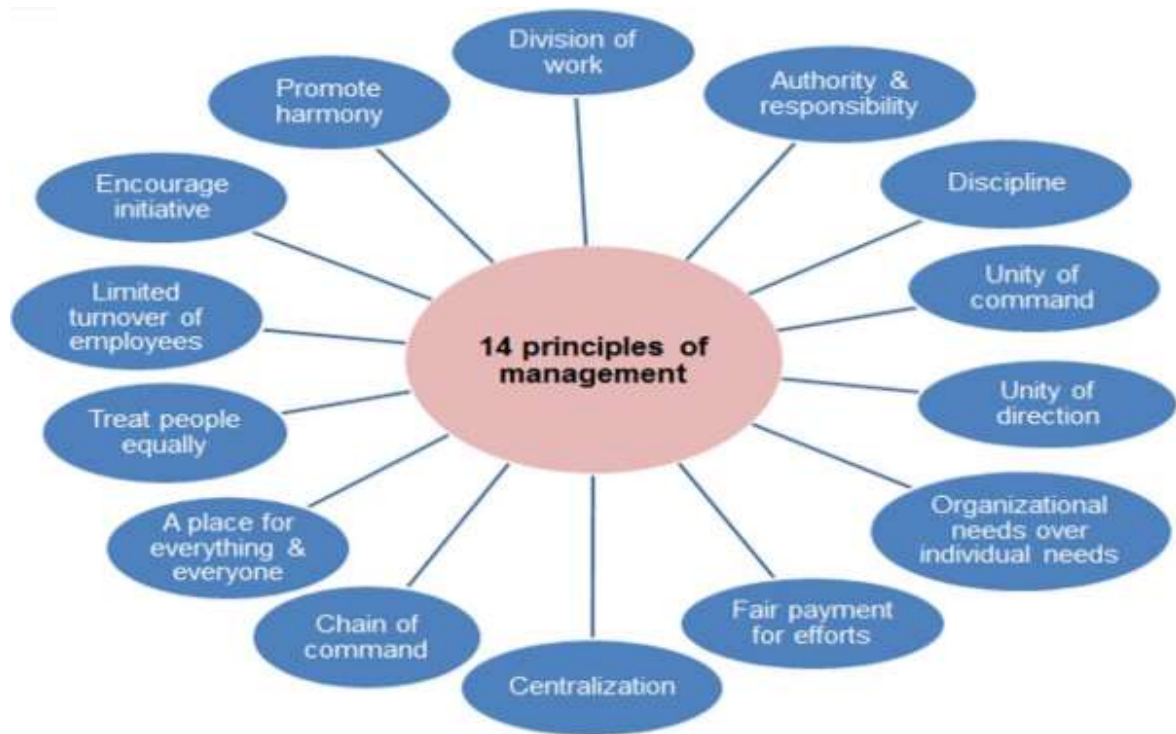 14 principles of
management
Division of
work
Authority &
responsibility
Discipline
Unity of
command
Unity of
direction
Organizational
needs over
individual needs
Fair payment
for efforts
Centralization
Chain of
command
A place for
everything &
everyone
Treat people
equally
Limited
turnover of
employees
Encourage
initiative
Promote
harmony